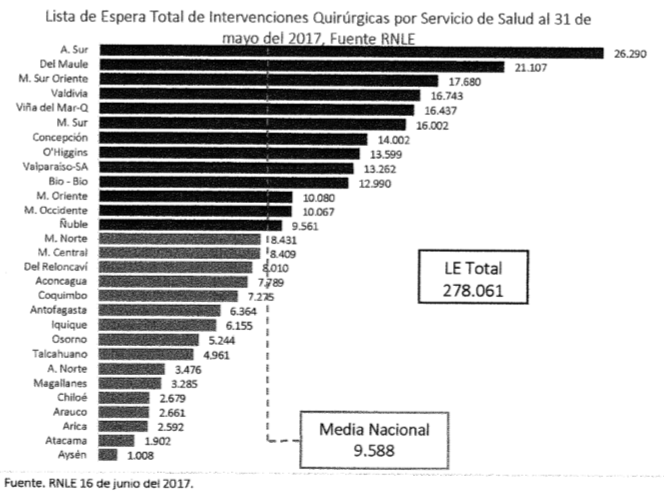 Lista de Espera Total de Intervenciones Quirúrgicas por Servicio de Salud al 31 de
mayo del 2017, Fuente RNLE
A. Sur 26.290
Del Maule 21.107
M. Sur Oriente 17.680
Valdivia 16.743
Viña del Mar-Q 16.437
M. Sur 16.002
Concepción 14.002
O'Higgins 13.599
Valparaíso-SA 13.262
Bio - Bio 12.990
M. Oriente 10.080
M. Occidente 10.067
Ñuble 9.561
M. Norte 8.431
M. Central 8.409
Del Reloncaví 8.010
Aconcagua 7.789
Coquimbo 7.275
Antofagasta 6.364
Iquique 6.155
Osorno 5.244
Talcahuano 4.961
A. Norte 3.476
Magallanes 3.285
Chiloé 2.679
Arauco 2.661
Arica 2.592
Atacama 1.902
Aysén 1.008
LE Total
278.061
Media Nacional
9.588
Fuente. RNLE 16 de junio del 2017.